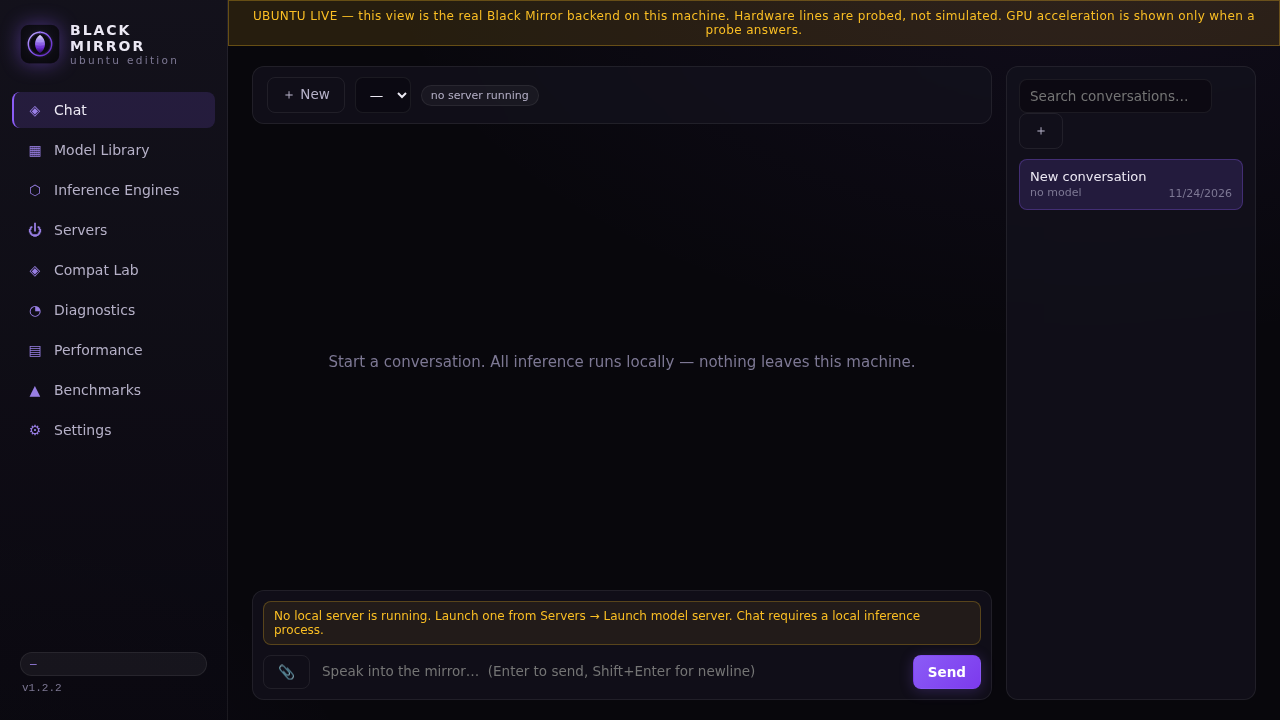 BLACK
MIRROR
ubuntu edition
Chat
Model Library
Inference Engines
Servers
Compat Lab
Diagnostics
Performance
Benchmarks
Settings
—
v1.2.2
UBUNTU LIVE — this view is the real Black Mirror backend on this machine. Hardware lines are probed, not simulated. GPU acceleration is shown only when a
probe answers.
+ New
—
no server running
Start a conversation. All inference runs locally — nothing leaves this machine.
No local server is running. Launch one from Servers → Launch model server. Chat requires a local inference
process.
Speak into the mirror… (Enter to send, Shift+Enter for newline)
Send
Search conversations…
+
New conversation
no model 11/24/2026